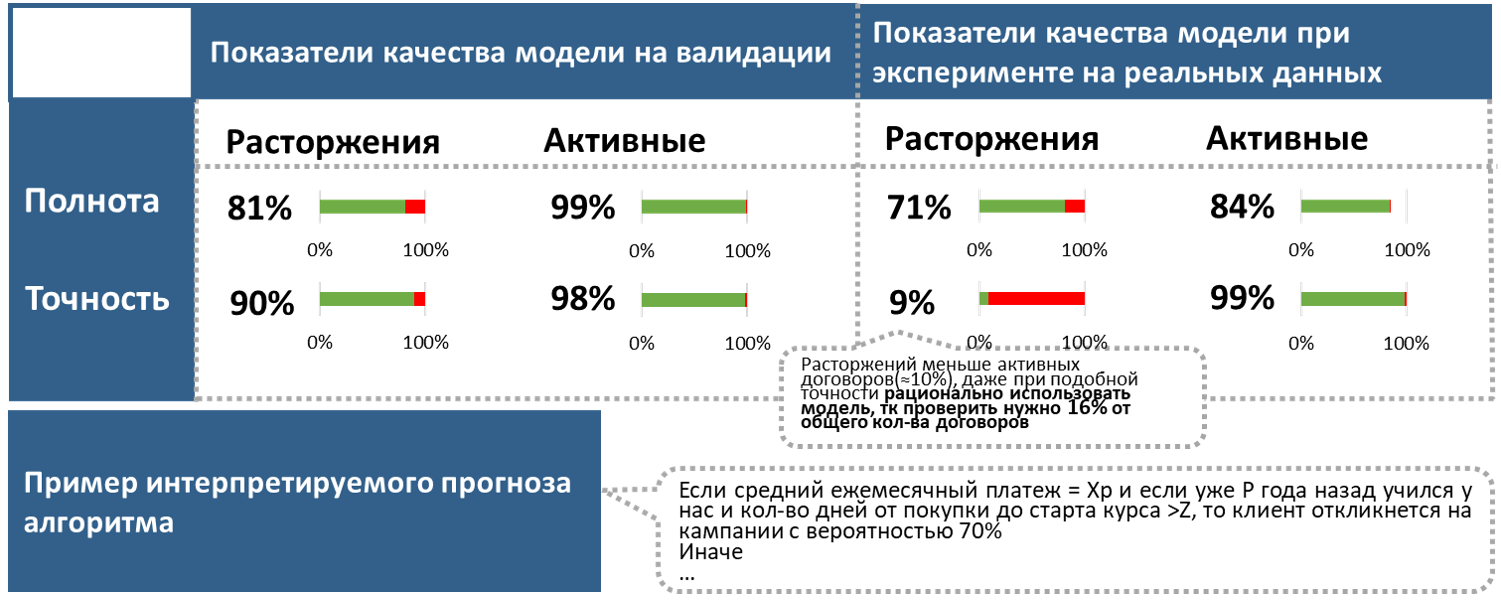 Показатели качества модели на валидации
Показатели качества модели при
эксперименте на реальных данных
Расторжения
Активные
Расторжения
Активные
Полнота
81%
0%
100%
99%
0%
100%
71%
0%
100%
84%
0%
100%
Точность
90%
0%
100%
98%
0%
100%
9%
0%
100%
99%
0%
100%
Расторжений меньше активных
договоров(≈10%), даже при подобной
точности рационально использовать
модель, тк проверить нужно 16% от
общего кол-ва договоров
Пример интерпретируемого прогноза
алгоритма
Если средний ежемесячный платеж = Xр и если уже P года назад учился у
нас и кол-во дней от покупки до старта курса >Z, то клиент откликнется на
кампании с вероятностью 70%
Иначе
...